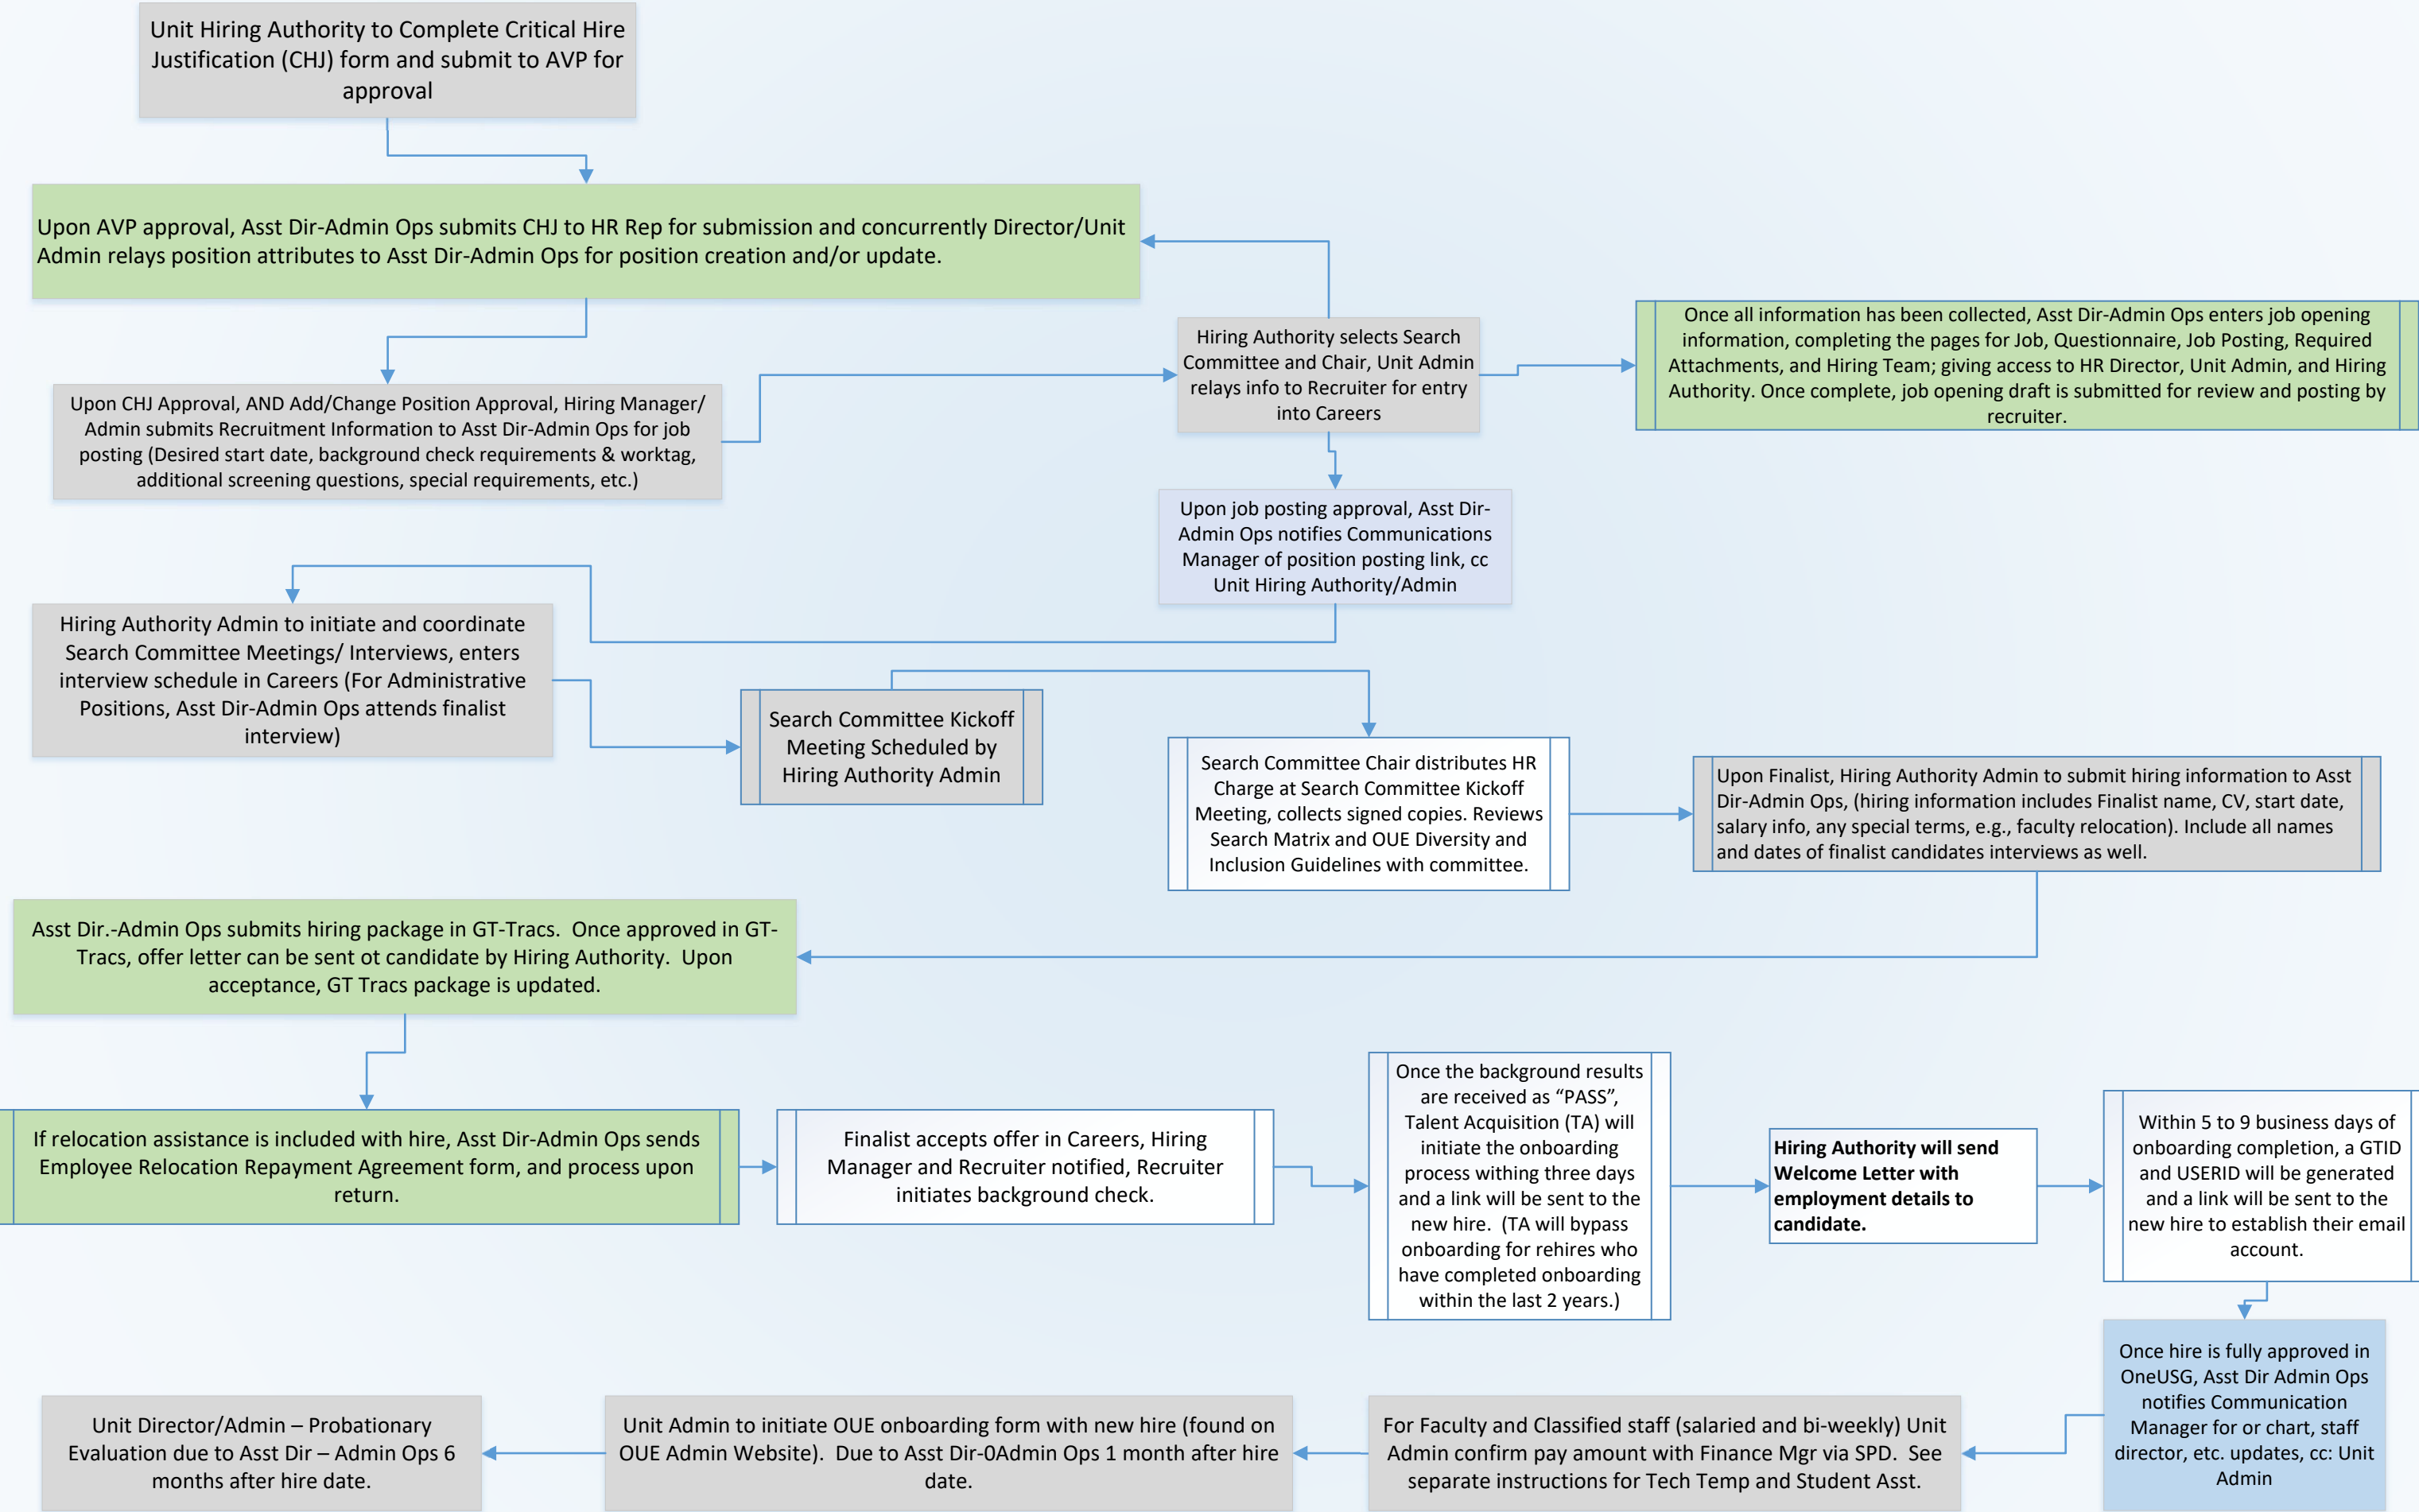 Unit Hiring Authority to Complete Critical Hire
Justification (CHJ) form and submit to AVP for
approval
Upon AVP approval, Asst Dir-Admin Ops submits CHJ to HR Rep for submission and concurrently Director/Unit
Admin relays position attributes to Asst Dir-Admin Ops for position creation and/or update.
Upon CHJ Approval, AND Add/Change Position Approval, Hiring Manager/
Admin submits Recruitment Information to Asst Dir-Admin Ops for job
posting (Desired start date, background check requirements & worktag,
additional screening questions, special requirements, etc.)
Hiring Authority selects Search
Committee and Chair, Unit Admin
relays info to Recruiter for entry
into Careers
Once all information has been collected, Asst Dir-Admin Ops enters job opening
information, completing the pages for Job, Questionnaire, Job Posting, Required
Attachments, and Hiring Team; giving access to HR Director, Unit Admin, and Hiring
Authority. Once complete, job opening draft is submitted for review and posting by
recruiter.
Upon job posting approval, Asst Dir-
Admin Ops notifies Communications
Manager of position posting link, cc
Unit Hiring Authority/Admin
Hiring Authority Admin to initiate and coordinate
Search Committee Meetings/ Interviews, enters
interview schedule in Careers (For Administrative
Positions, Asst Dir-Admin Ops attends finalist
interview)
Search Committee Kickoff
Meeting Scheduled by
Hiring Authority Admin
Search Committee Chair distributes HR
Charge at Search Committee Kickoff
Meeting, collects signed copies. Reviews
Search Matrix and OUE Diversity and
Inclusion Guidelines with committee.
Upon Finalist, Hiring Authority Admin to submit hiring information to Asst
Dir-Admin Ops, (hiring information includes Finalist name, CV, start date,
salary info, any special terms, e.g., faculty relocation). Include all names
and dates of finalist candidates interviews as well.
Asst Dir.-Admin Ops submits hiring package in GT-Tracs. Once approved in GT-
Tracs, offer letter can be sent ot candidate by Hiring Authority. Upon
acceptance, GT Tracs package is updated.
If relocation assistance is included with hire, Asst Dir-Admin Ops sends
Employee Relocation Repayment Agreement form, and process upon
return.
Finalist accepts offer in Careers, Hiring
Manager and Recruiter notified, Recruiter
initiates background check.
Once the background results
are received as “PASS”,
Talent Acquisition (TA) will
initiate the onboarding
process withing three days
and a link will be sent to the
new hire. (TA will bypass
onboarding for rehires who
have completed onboarding
within the last 2 years.)
Hiring Authority will send
Welcome Letter with
employment details to
candidate.
Within 5 to 9 business days of
onboarding completion, a GTID
and USERID will be generated
and a link will be sent to the
new hire to establish their email
account.
Once hire is fully approved in
OneUSG, Asst Dir Admin Ops
notifies Communication
Manager for or chart, staff
director, etc. updates, cc: Unit
Admin
For Faculty and Classified staff (salaried and bi-weekly) Unit
Admin confirm pay amount with Finance Mgr via SPD. See
separate instructions for Tech Temp and Student Asst.
Unit Admin to initiate OUE onboarding form with new hire (found on
OUE Admin Website). Due to Asst Dir-0Admin Ops 1 month after hire
date.
Unit Director/Admin – Probationary
Evaluation due to Asst Dir – Admin Ops 6
months after hire date.